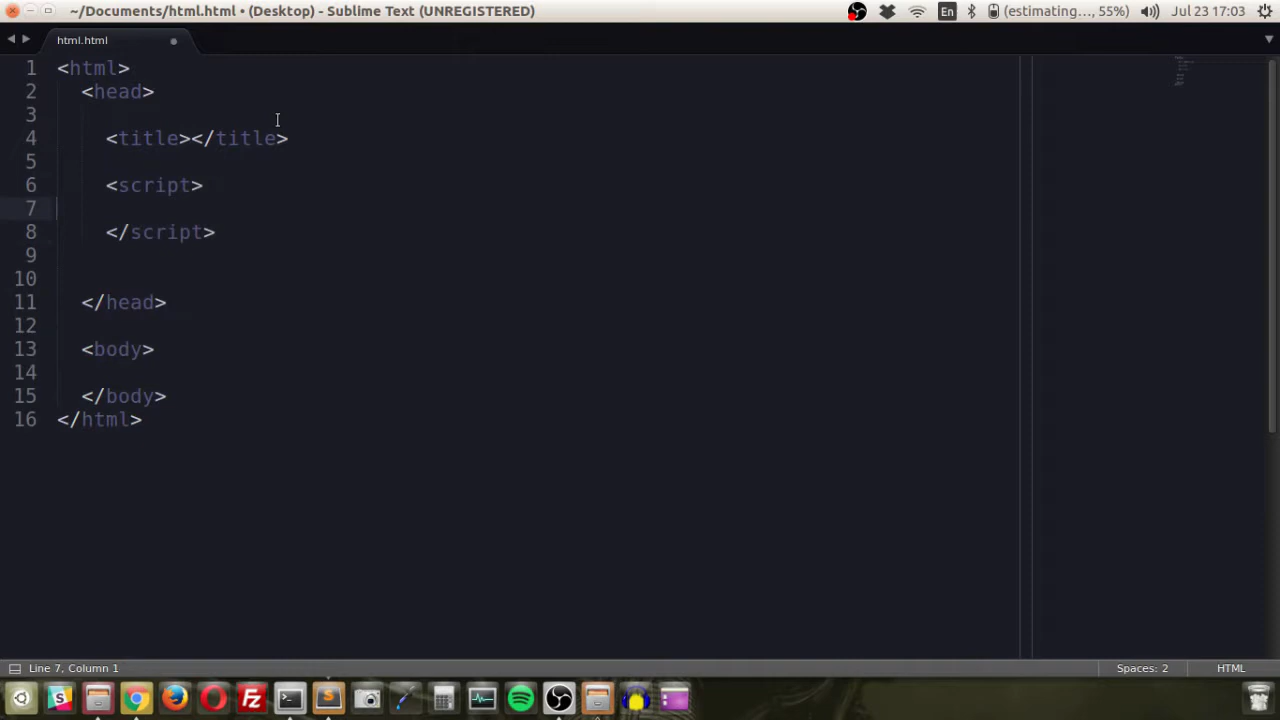 ~/Documents/html.html • (Desktop) - Sublime Text (UNREGISTERED)
En
(estimating..., 55%)
Jul 23 17:03
html.html
1 <html>
2 <head>
3
4 <title></title>
5
6 <script>
7
8 </script>
9
10
11 </head>
12
13 <body>
14
15 </body>
16 </html>
Line 7, Column 1
Spaces: 2
HTML